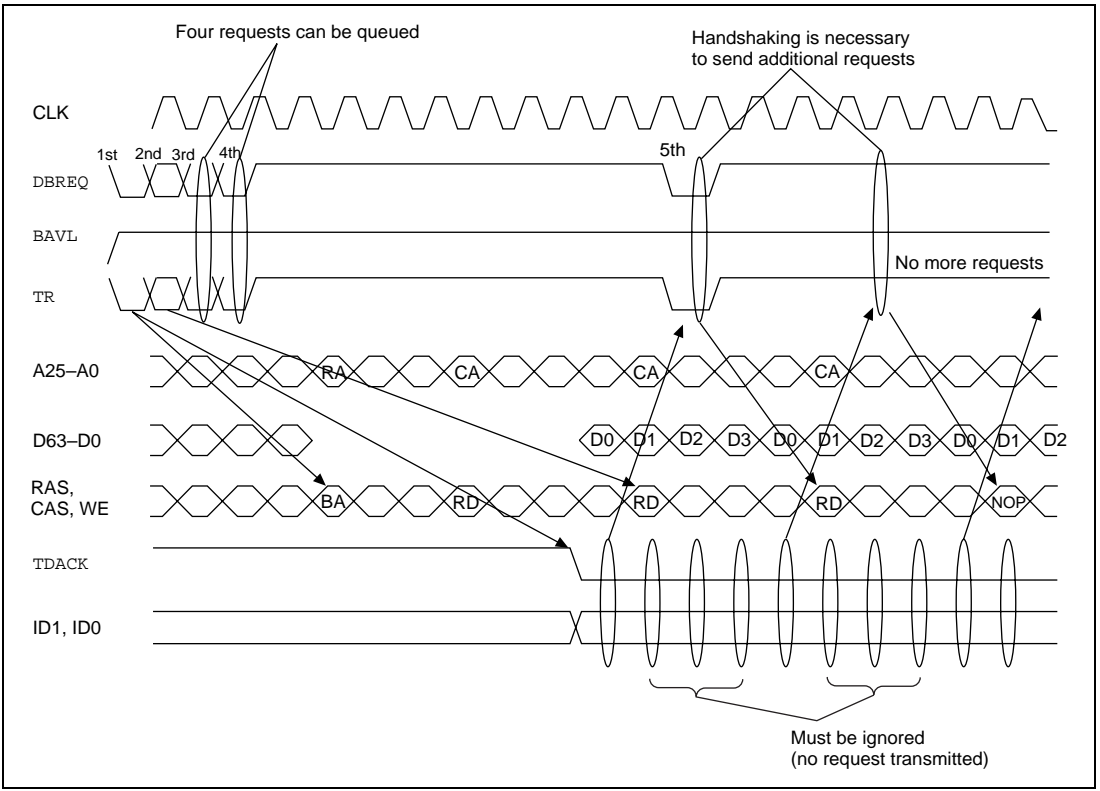 Four requests can be queued
Handshaking is necessary
to send additional requests
CLK
1st 2nd 3rd 4th 5th
DBREQ
BAVL
No more requests
TR
A25–A0 RA CA CA CA
D63–D0 D0 D1 D2 D3 D0 D1 D2 D3 D0 D1 D2
RAS,
CAS, WE BA RD RD RD NOP
TDACK
ID1, ID0
Must be ignored
(no request transmitted)